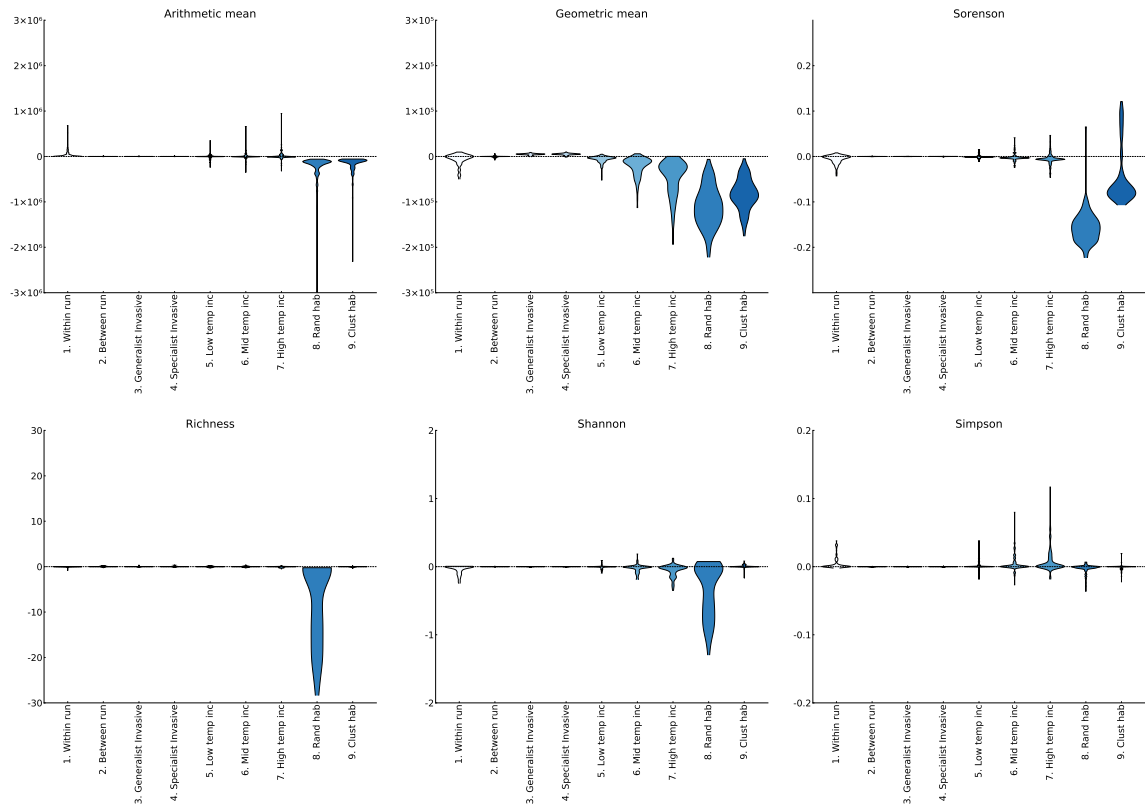 Arithmetic mean
3×10⁶
2×10⁶
1×10⁶
0
-1×10⁶
-2×10⁶
-3×10⁶
1. Within run
2. Between run
3. Generalist Invasive
4. Specialist Invasive
5. Low temp inc
6. Mid temp inc
7. High temp inc
8. Rand hab
9. Clust hab
Geometric mean
3×10⁵
2×10⁵
1×10⁵
0
-1×10⁵
-2×10⁵
-3×10⁵
1. Within run
2. Between run
3. Generalist Invasive
4. Specialist Invasive
5. Low temp inc
6. Mid temp inc
7. High temp inc
8. Rand hab
9. Clust hab
Sorenson
0.2
0.1
0.0
-0.1
-0.2
1. Within run
2. Between run
3. Generalist Invasive
4. Specialist Invasive
5. Low temp inc
6. Mid temp inc
7. High temp inc
8. Rand hab
9. Clust hab
Richness
30
20
10
0
-10
-20
-30
1. Within run
2. Between run
3. Generalist Invasive
4. Specialist Invasive
5. Low temp inc
6. Mid temp inc
7. High temp inc
8. Rand hab
9. Clust hab
Shannon
2
1
0
-1
-2
1. Within run
2. Between run
3. Generalist Invasive
4. Specialist Invasive
5. Low temp inc
6. Mid temp inc
7. High temp inc
8. Rand hab
9. Clust hab
Simpson
0.2
0.1
0.0
-0.1
-0.2
1. Within run
2. Between run
3. Generalist Invasive
4. Specialist Invasive
5. Low temp inc
6. Mid temp inc
7. High temp inc
8. Rand hab
9. Clust hab